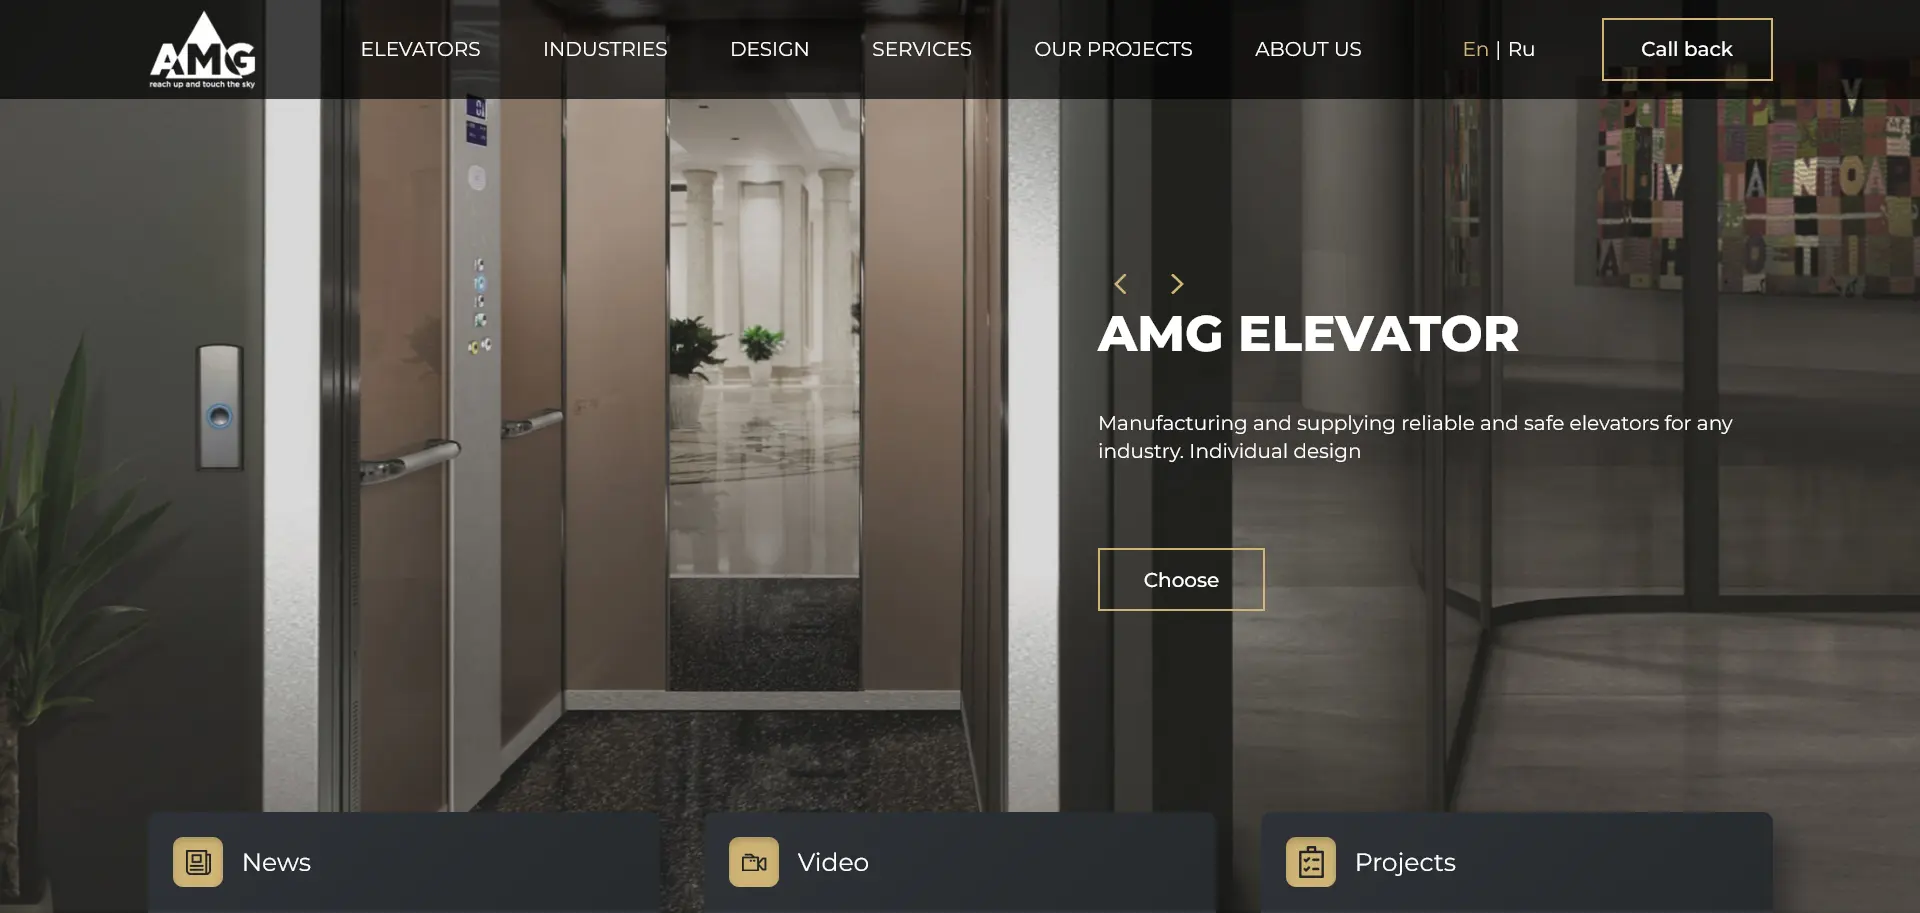 AMG
reach up and touch the sky
ELEVATORS
INDUSTRIES
DESIGN
SERVICES
OUR PROJECTS
ABOUT US
En | Ru
Call back
AMG ELEVATOR
Manufacturing and supplying reliable and safe elevators for any
industry. Individual design
Choose
News
Video
Projects